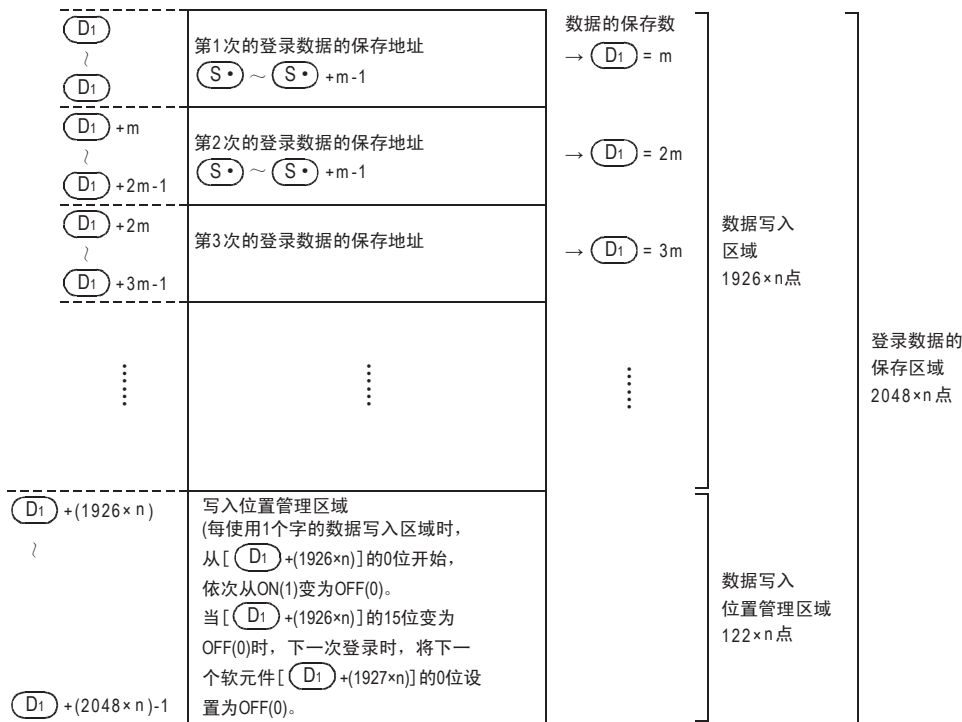 D1
～
D1
第1次的登录数据的保存地址
S• ～ S• +m-1
数据的保存数
→ D1 = m
D1 +m
～
D1 +2m-1
第2次的登录数据的保存地址
S• ～ S• +m-1
→ D1 = 2m
D1 +2m
～
D1 +3m-1
第3次的登录数据的保存地址
→ D1 = 3m
数据写入
区域
1926×n点
登录数据的
保存区域
2048×n点
D1 +(1926×n)
～
D1 +(2048×n)-1
写入位置管理区域
(每使用1个字的数据写入区域时，
从[ D1 +(1926×n)]的0位开始，
依次从ON(1)变为OFF(0)。
当[ D1 +(1926×n)]的15位变为
OFF(0)时，下一次登录时，将下一
个软元件[ D1 +(1927×n)]的0位设
置为OFF(0)。
数据写入
位置管理区域
122×n点